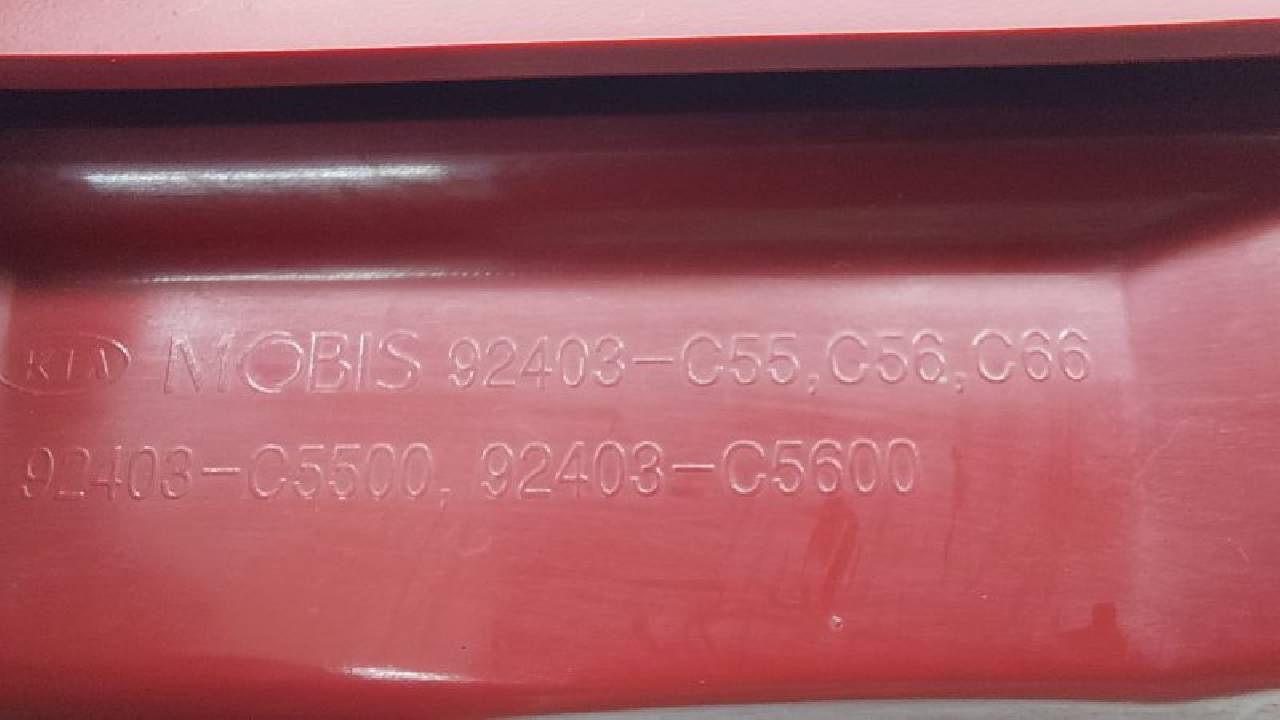 KIA MOBIS 92403-C55,C56,C66
92403-C5500, 92403-C5600